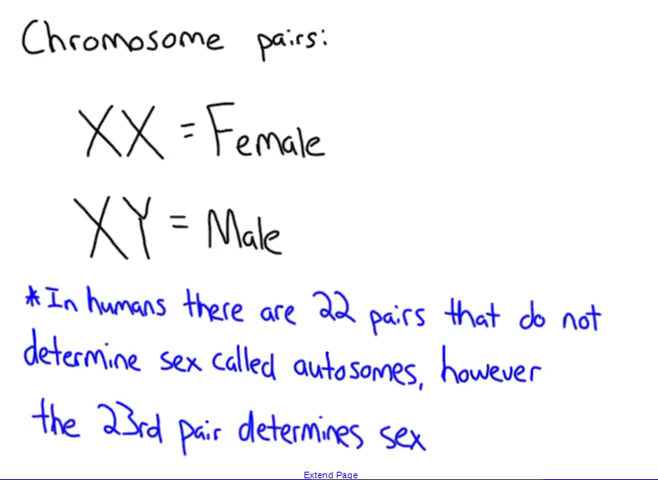 Chromosome pairs:
XX = Female
XY = Male
*In humans there are 22 pairs that do not
determine sex called autosomes, however
the 23rd pair determines sex
Extend Page